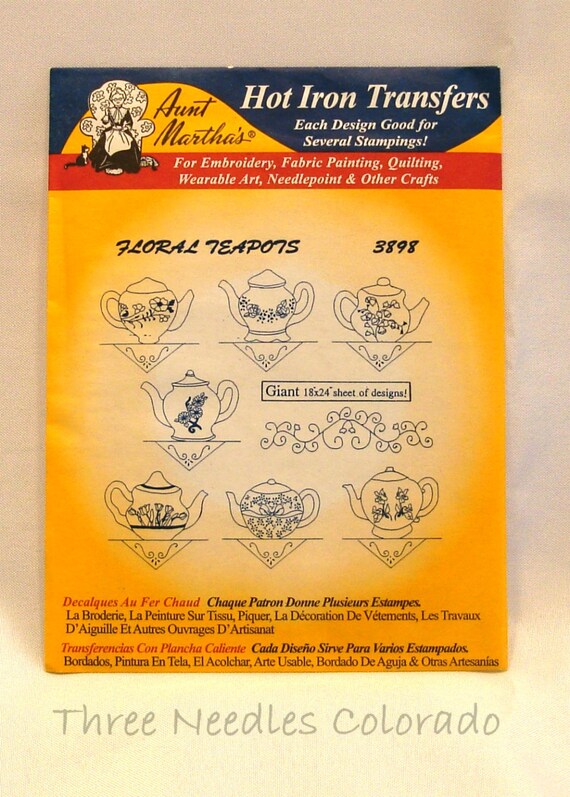 Aunt
Martha's®
Hot Iron Transfers
Each Design Good for
Several Stampings!
For Embroidery, Fabric Painting, Quilting,
Wearable Art, Needlepoint & Other Crafts
FLORAL TEAPOTS 3898
Giant 18"x24" sheet of designs!
Decalques Au Fer Chaud Chaque Patron Donne Plusieurs Estampes.
La Broderie, La Peinture Sur Tissu, Piquer, La Décoration De Vétements, Les Travaux
D'Aiguille Et Autres Ouvrages D'Artisanat
Transferencias Con Plancha Caliente Cada Diseño Sirve Para Varios Estampados.
Bordados, Pintura En Tela, El Acolchar, Arte Usable, Bordado De Aguja & Otras Artesanías
Three Needles Colorado